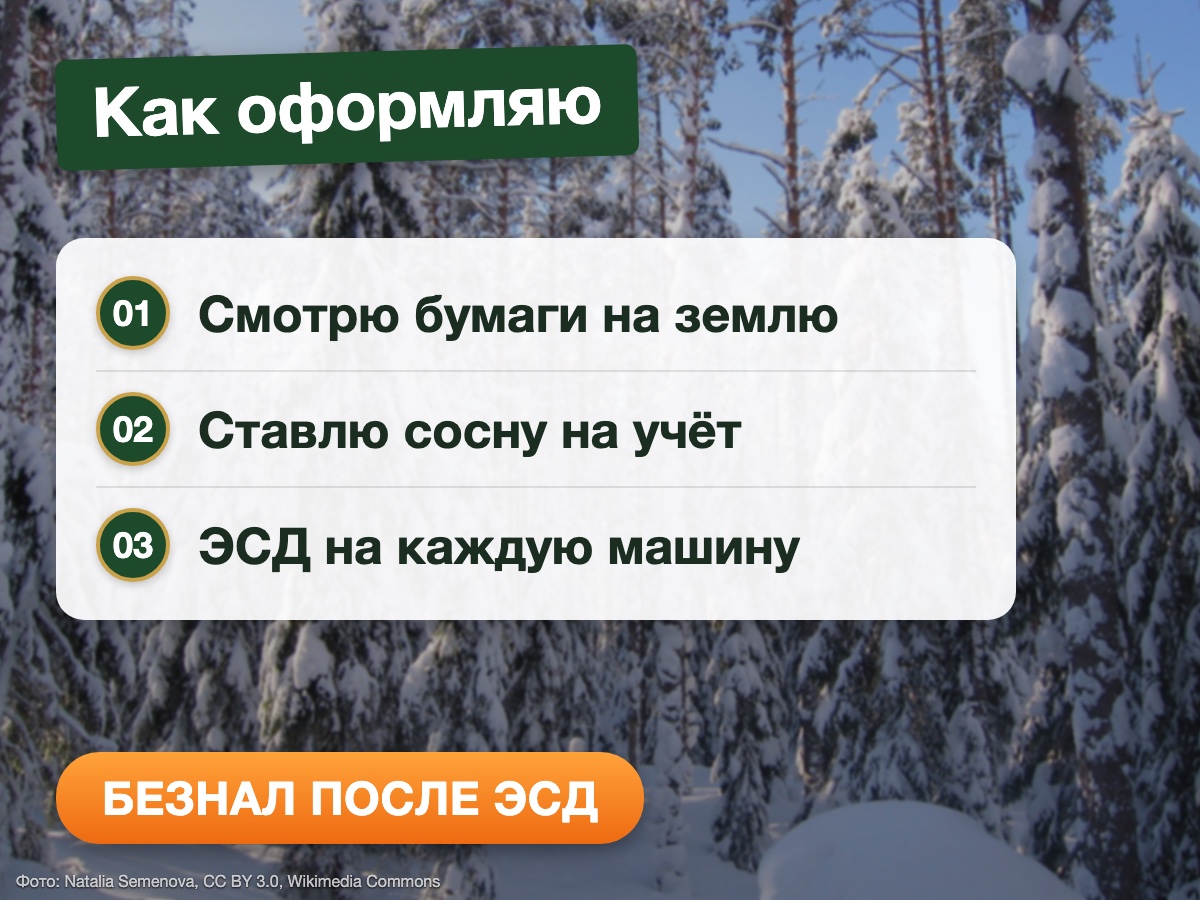 Как оформляю
01 Смотрю бумаги на землю
02 Ставлю сосну на учёт
03 ЭСД на каждую машину
БЕЗНАЛ ПОСЛЕ ЭСД
Фото: Natalia Semenova, CC BY 3.0, Wikimedia Commons